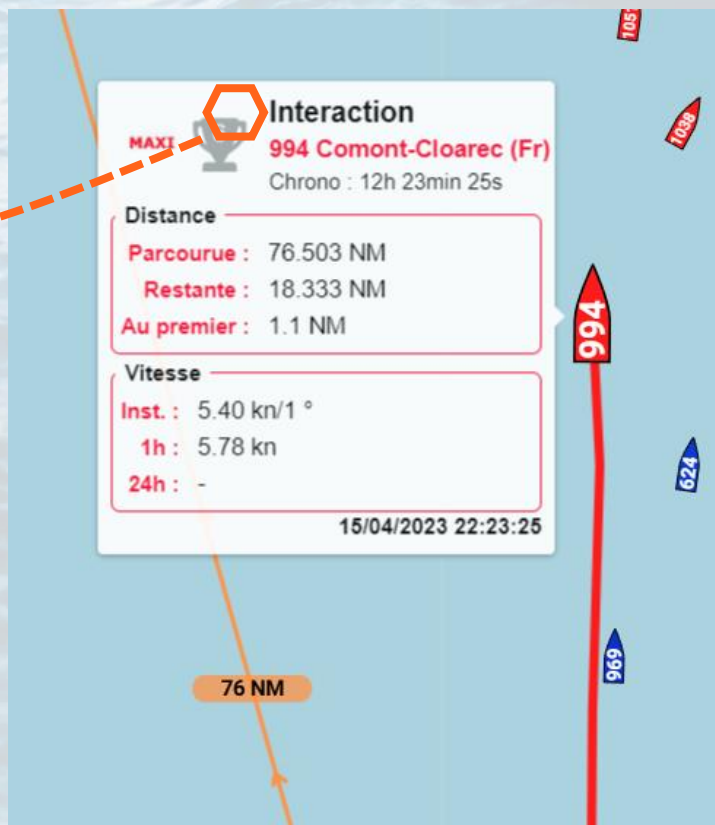 1051
1038
Interaction
MAXI
994 Comont-Cloarec (Fr)
Chrono : 12h 23min 25s
Distance
Parcourue : 76.503 NM
Restante : 18.333 NM
Au premier : 1.1 NM
994
Vitesse
Inst. : 5.40 kn/1 °
1h : 5.78 kn
24h : -
624
15/04/2023 22:23:25
969
76 NM